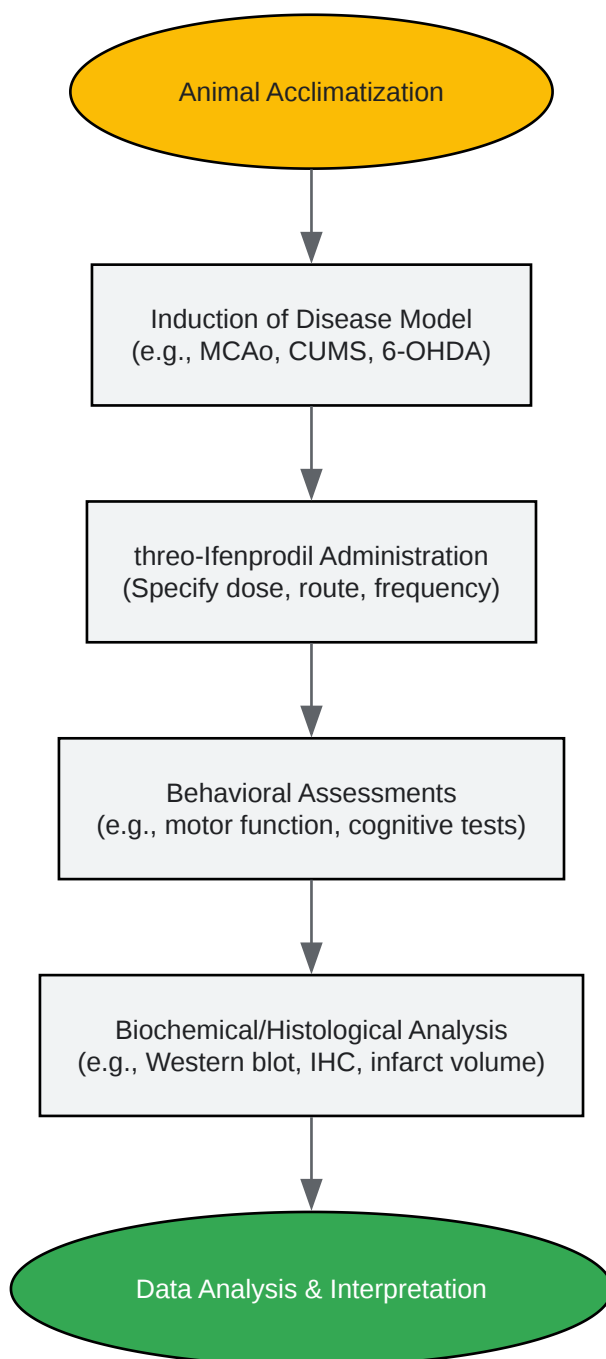 Animal Acclimatization
Induction of Disease Model
(e.g., MCAo, CUMS, 6-OHDA)
threo-Ifenprodil Administration
(Specify dose, route, frequency)
Behavioral Assessments
(e.g., motor function, cognitive tests)
Biochemical/Histological Analysis
(e.g., Western blot, IHC, infarct volume)
Data Analysis & Interpretation